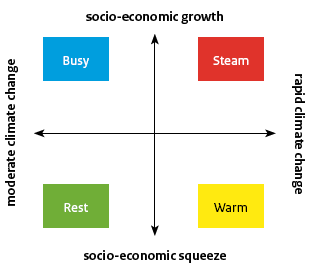 socio-economic growth
Busy
Steam
moderate climate change
rapid climate change
Rest
Warm
socio-economic squeeze